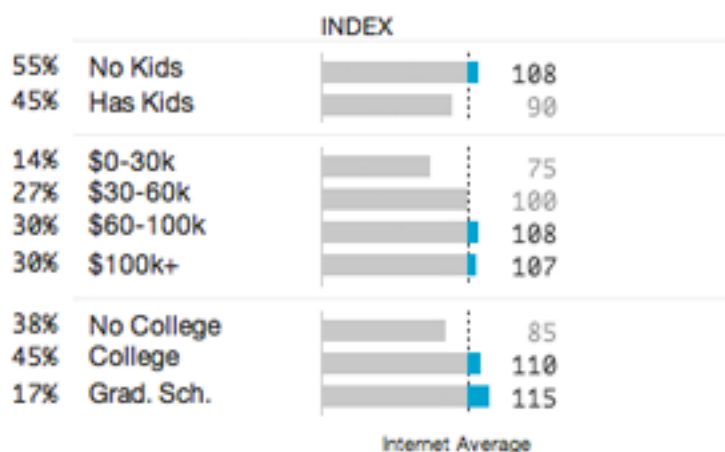 INDEX
55% No Kids 108
45% Has Kids 90
14% $0-30k 75
27% $30-60k 100
30% $60-100k 108
30% $100k+ 107
38% No College 85
45% College 110
17% Grad. Sch. 115
Internet Average